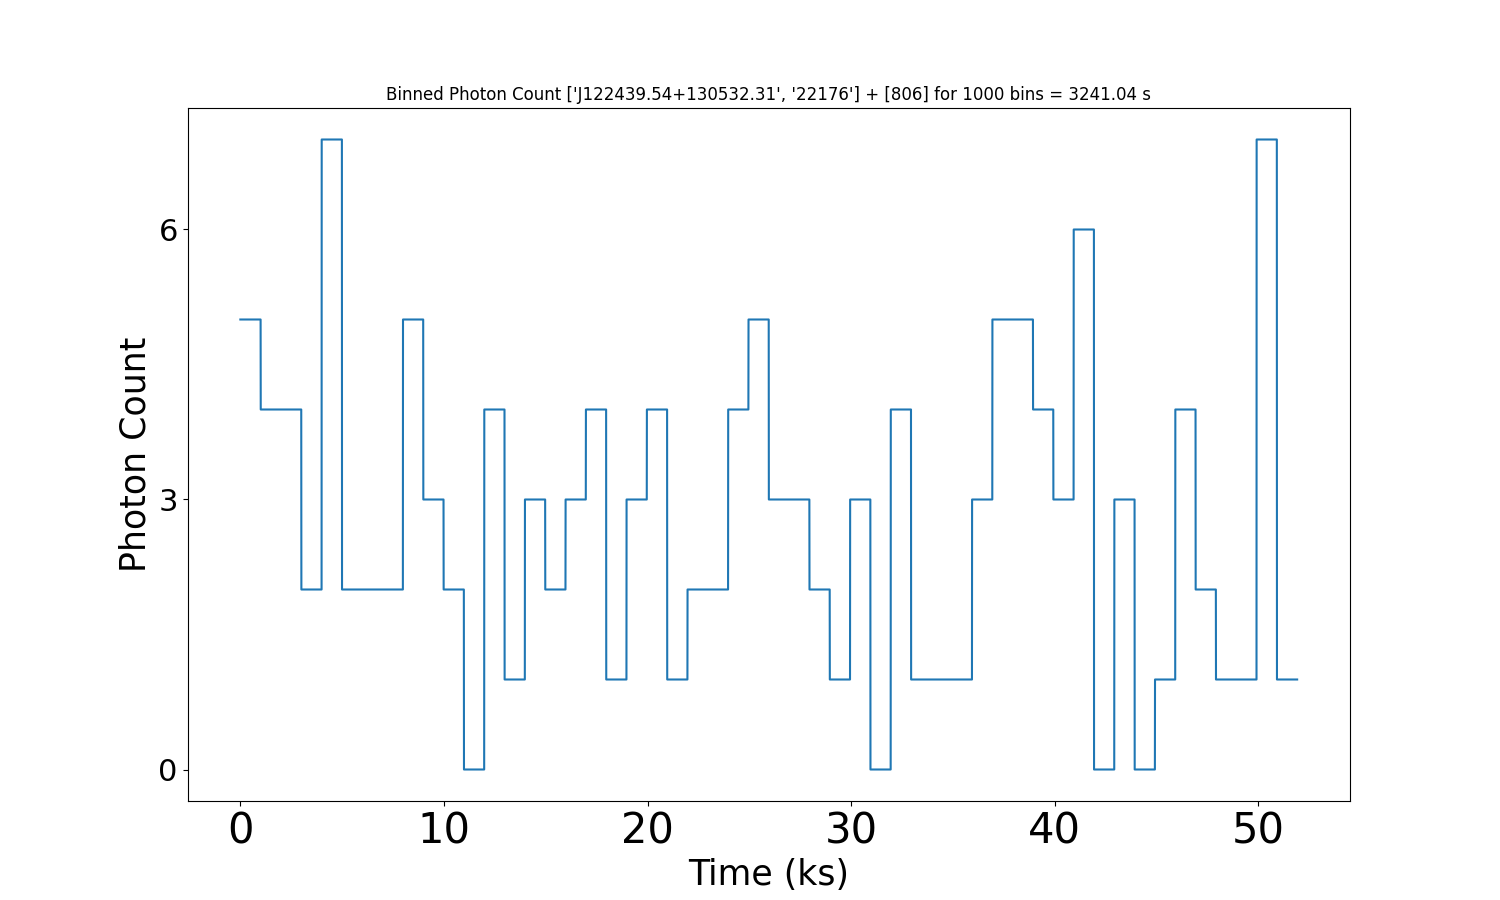 Binned Photon Count ['J122439.54+130532.31', '22176'] + [806] for 1000 bins = 3241.04 s
6
3
0
Photon Count
0 10 20 30 40 50
Time (ks)